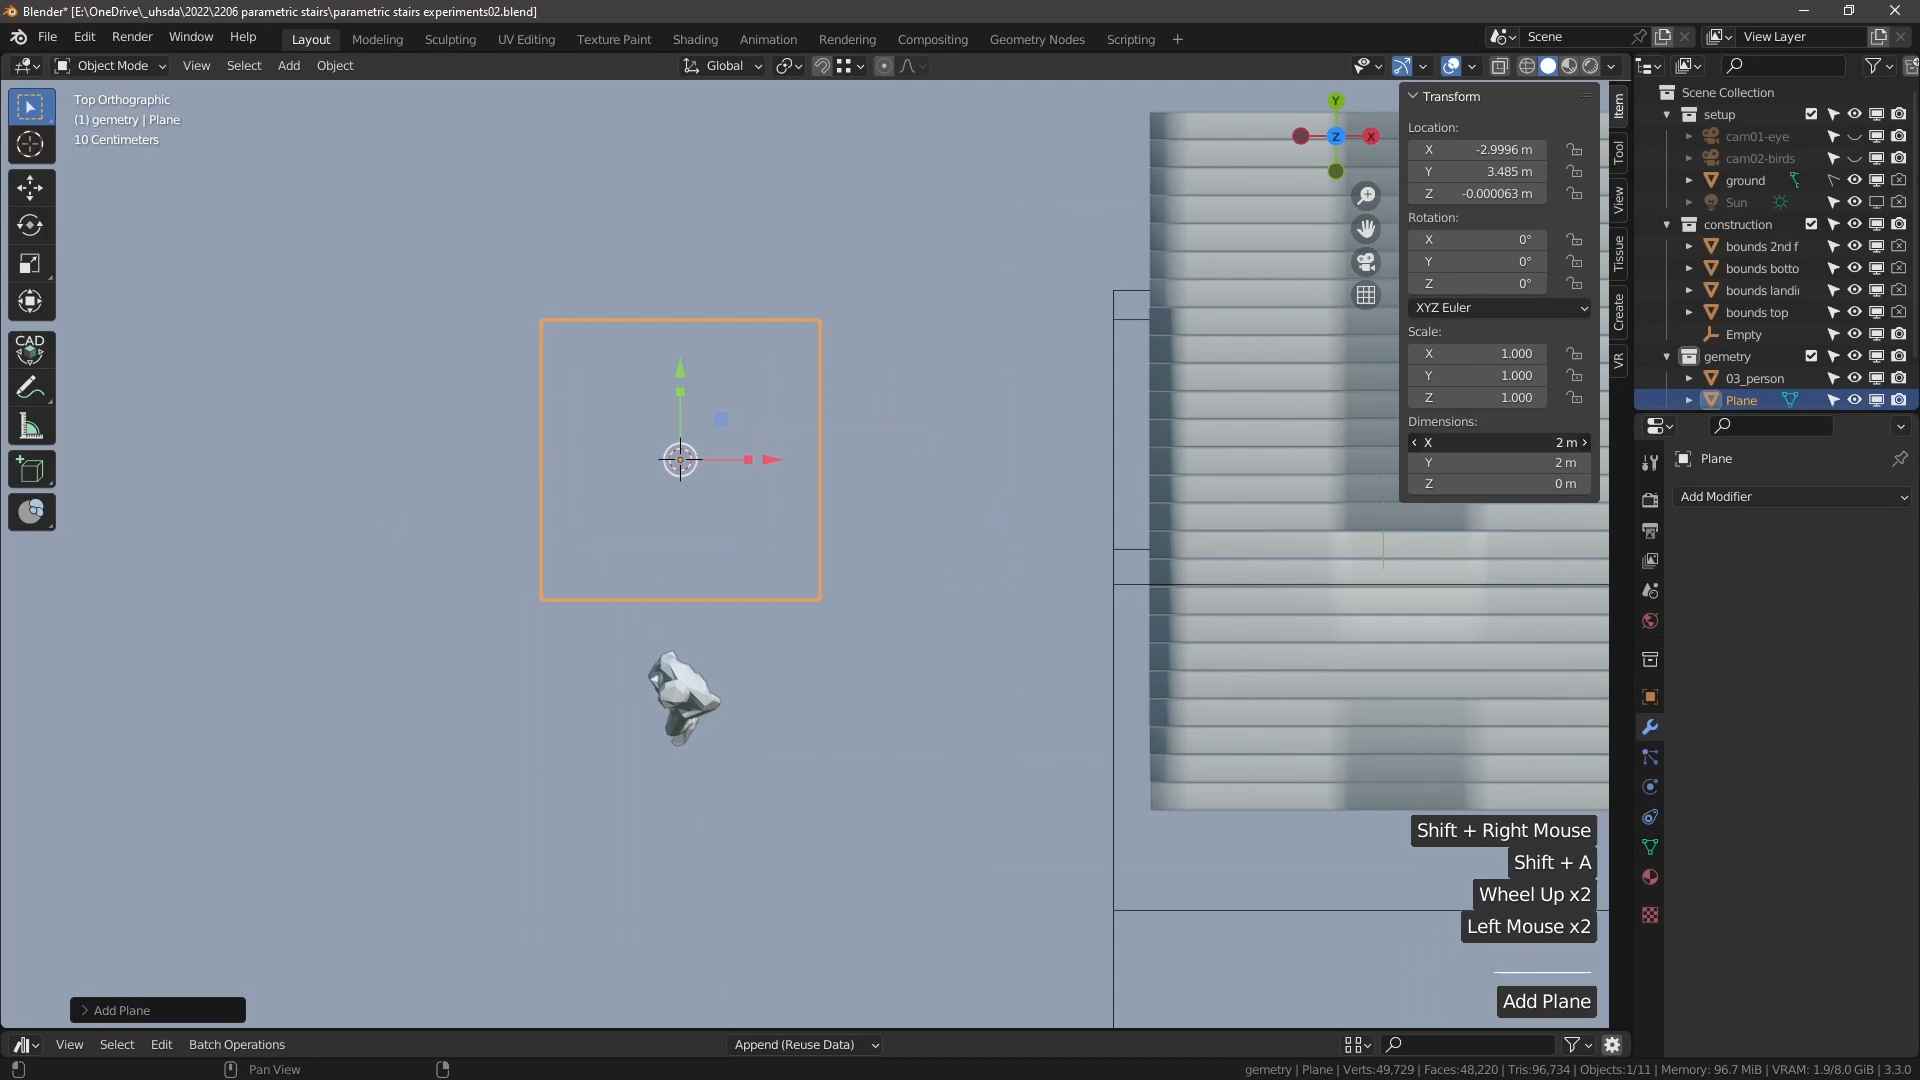 Blender* [E:\OneDrive\_uhsda\2022\2206 parametric stairs\parametric stairs experiments02.blend]
File Edit Render Window Help Layout Modeling Sculpting UV Editing Texture Paint Shading Animation Rendering Compositing Geometry Nodes Scripting + Scene View Layer
Object Mode View Select Add Object Global
Top Orthographic
(1) gemetry | Plane
10 Centimeters
CAD
Y
X
Z
Transform
Location:
X -2.9996 m
Y 3.485 m
Z -0.000063 m
Rotation:
X 0°
Y 0°
Z 0°
XYZ Euler
Scale:
X 1.000
Y 1.000
Z 1.000
Dimensions:
X 2 m
Y 2 m
Z 0 m
Item
Tool
View
Tissue
Create
VR
Scene Collection
setup
cam01-eye
cam02-birds
ground
Sun
construction
bounds 2nd f
bounds botto
bounds landi
bounds top
Empty
gemetry
03_person
Plane
Plane
Add Modifier
Shift + Right Mouse
Shift + A
Wheel Up x2
Left Mouse x2
Add Plane
Add Plane
View Select Edit Batch Operations Append (Reuse Data)
Pan View
gemetry | Plane | Verts:49,729 | Faces:48,220 | Tris:96,734 | Objects:1/11 | Memory: 96.7 MiB | VRAM: 1.9/8.0 GiB | 3.3.0